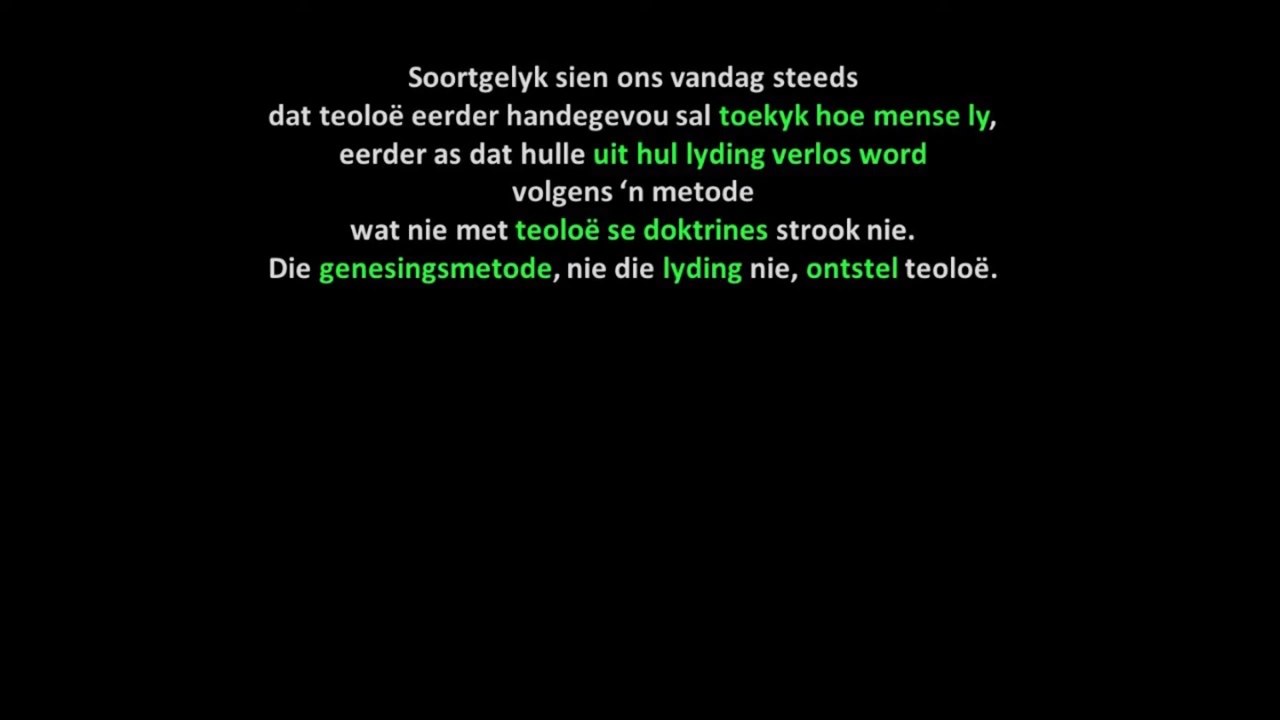 Soortgelyk sien ons vandag steeds
dat teoloë eerder handegevou sal toekyk hoe mense ly,
eerder as dat hulle uit hul lyding verlos word
volgens ‘n metode
wat nie met teoloë se doktrines strook nie.
Die genesingsmetode, nie die lyding nie, ontstel teoloë.